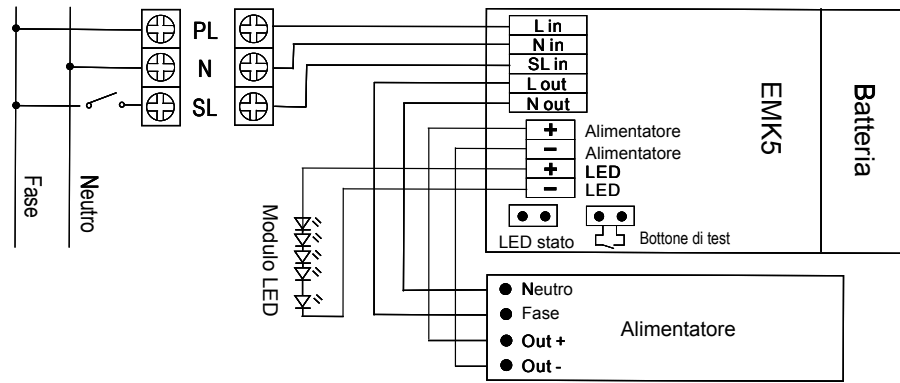 PL
N
SL
Fase
Neutro
L in
N in
SL in
L out
N out
+ Alimentatore
− Alimentatore
+ LED
− LED
LED stato
Bottone di test
EMK5
Batteria
Modulo LED
Neutro
Fase
Out +
Out -
Alimentatore